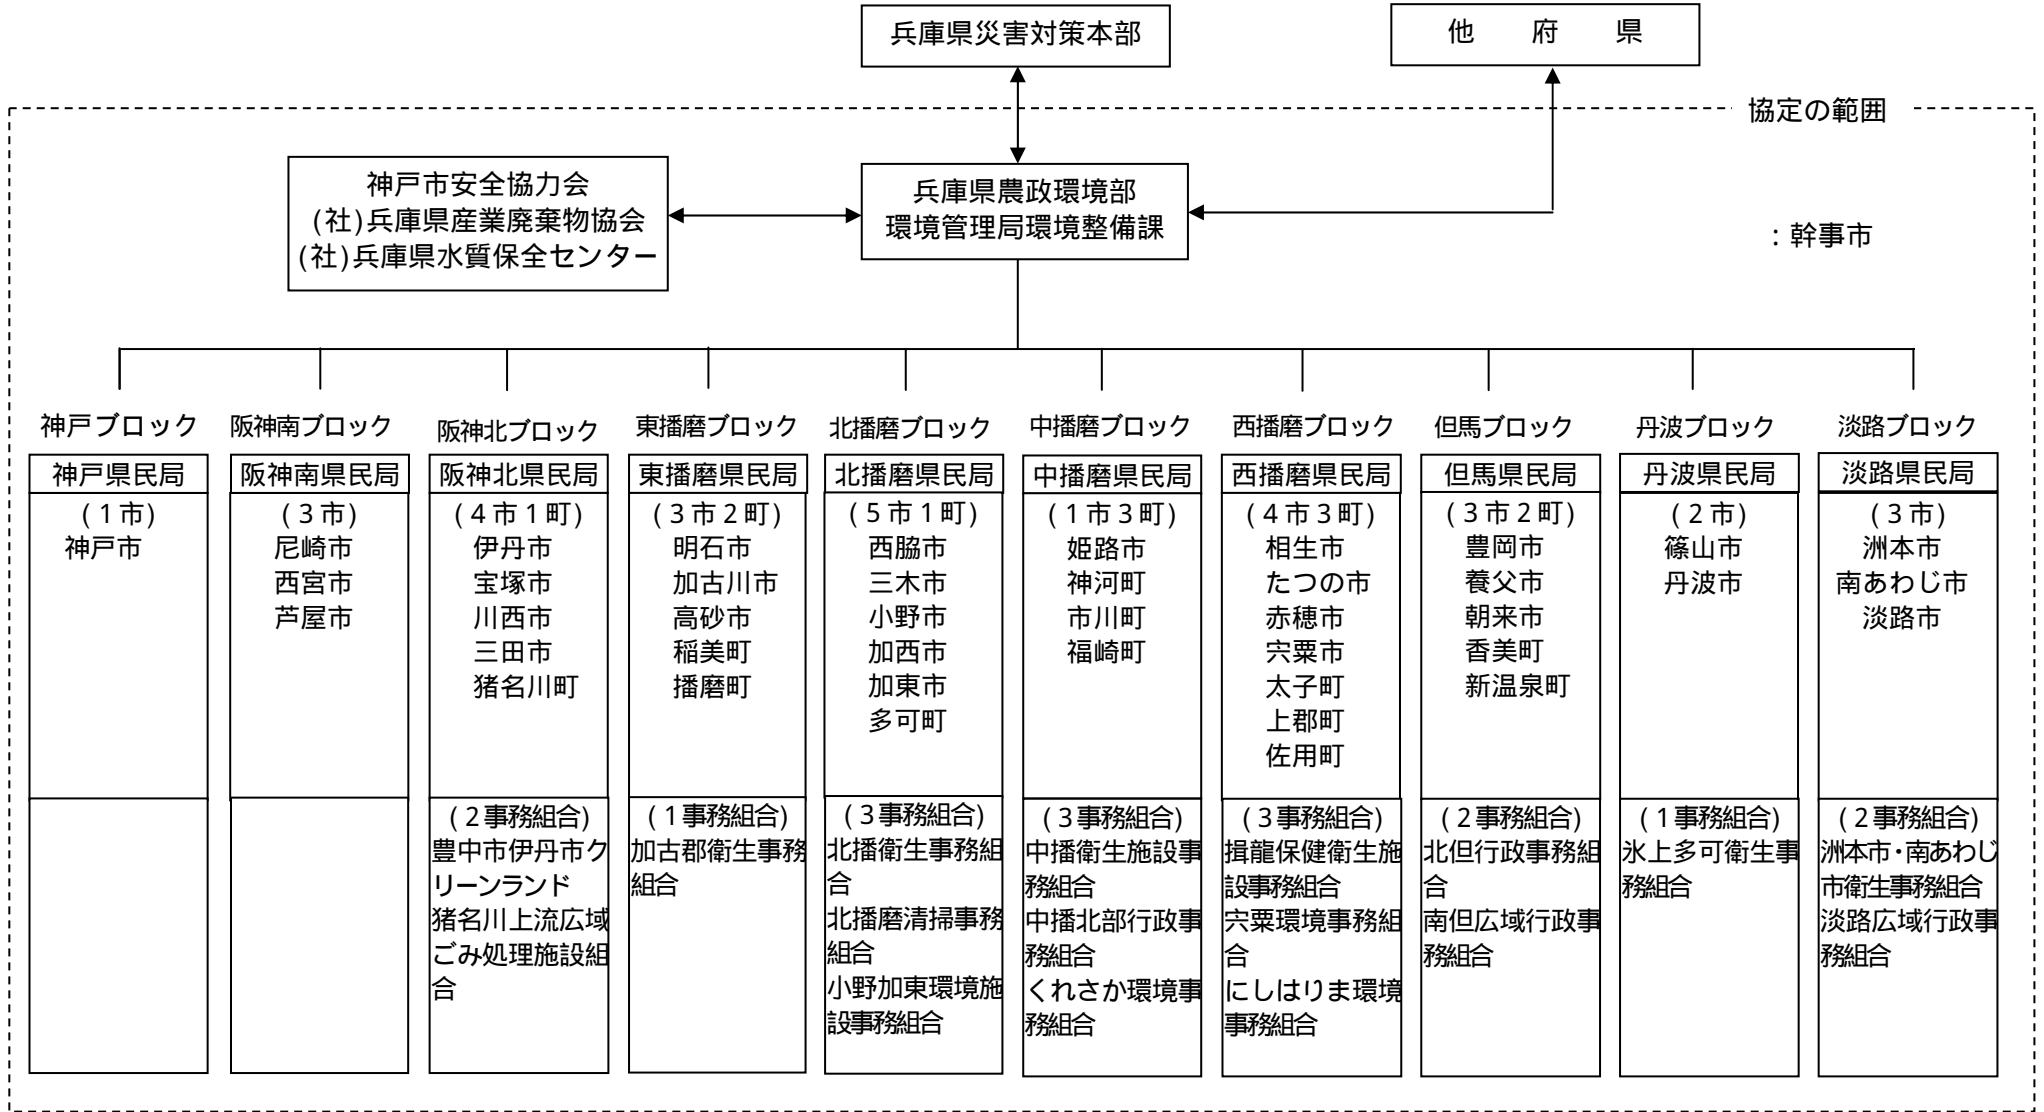 兵庫県災害対策本部
他　府　県
協定の範囲
神戸市安全協力会
(社)兵庫県産業廃棄物協会
(社)兵庫県水質保全センター
兵庫県農政環境部
環境管理局環境整備課
：幹事市
神戸ブロック
神戸県民局
(1市)
神戸市
阪神南ブロック
阪神南県民局
(3市)
尼崎市
西宮市
芦屋市
阪神北ブロック
阪神北県民局
(4市1町)
伊丹市
宝塚市
川西市
三田市
猪名川町
(2事務組合)
豊中市伊丹市ク
リーンランド
猪名川上流広域
ごみ処理施設組
合
東播磨ブロック
東播磨県民局
(3市2町)
明石市
加古川市
高砂市
稲美町
播磨町
(1事務組合)
加古郡衛生事務
組合
北播磨ブロック
北播磨県民局
(5市1町)
西脇市
三木市
小野市
加西市
加東市
多可町
(3事務組合)
北播衛生事務組
合
北播磨清掃事務
組合
小野加東環境施
設事務組合
中播磨ブロック
中播磨県民局
(1市3町)
姫路市
神河町
市川町
福崎町
(3事務組合)
中播衛生施設事
務組合
中播北部行政事
務組合
くれさか環境事
務組合
西播磨ブロック
西播磨県民局
(4市3町)
相生市
たつの市
赤穂市
宍粟市
太子町
上郡町
佐用町
(3事務組合)
揖龍保健衛生施
設事務組合
宍粟環境事務組
合
にしはりま環境
事務組合
但馬ブロック
但馬県民局
(3市2町)
豊岡市
養父市
朝来市
香美町
新温泉町
(2事務組合)
北但行政事務組
合
南但広域行政事
務組合
丹波ブロック
丹波県民局
(2市)
篠山市
丹波市
(1事務組合)
氷上多可衛生事
務組合
淡路ブロック
淡路県民局
(3市)
洲本市
南あわじ市
淡路市
(2事務組合)
洲本市・南あわじ
市衛生事務組合
淡路広域行政事
務組合